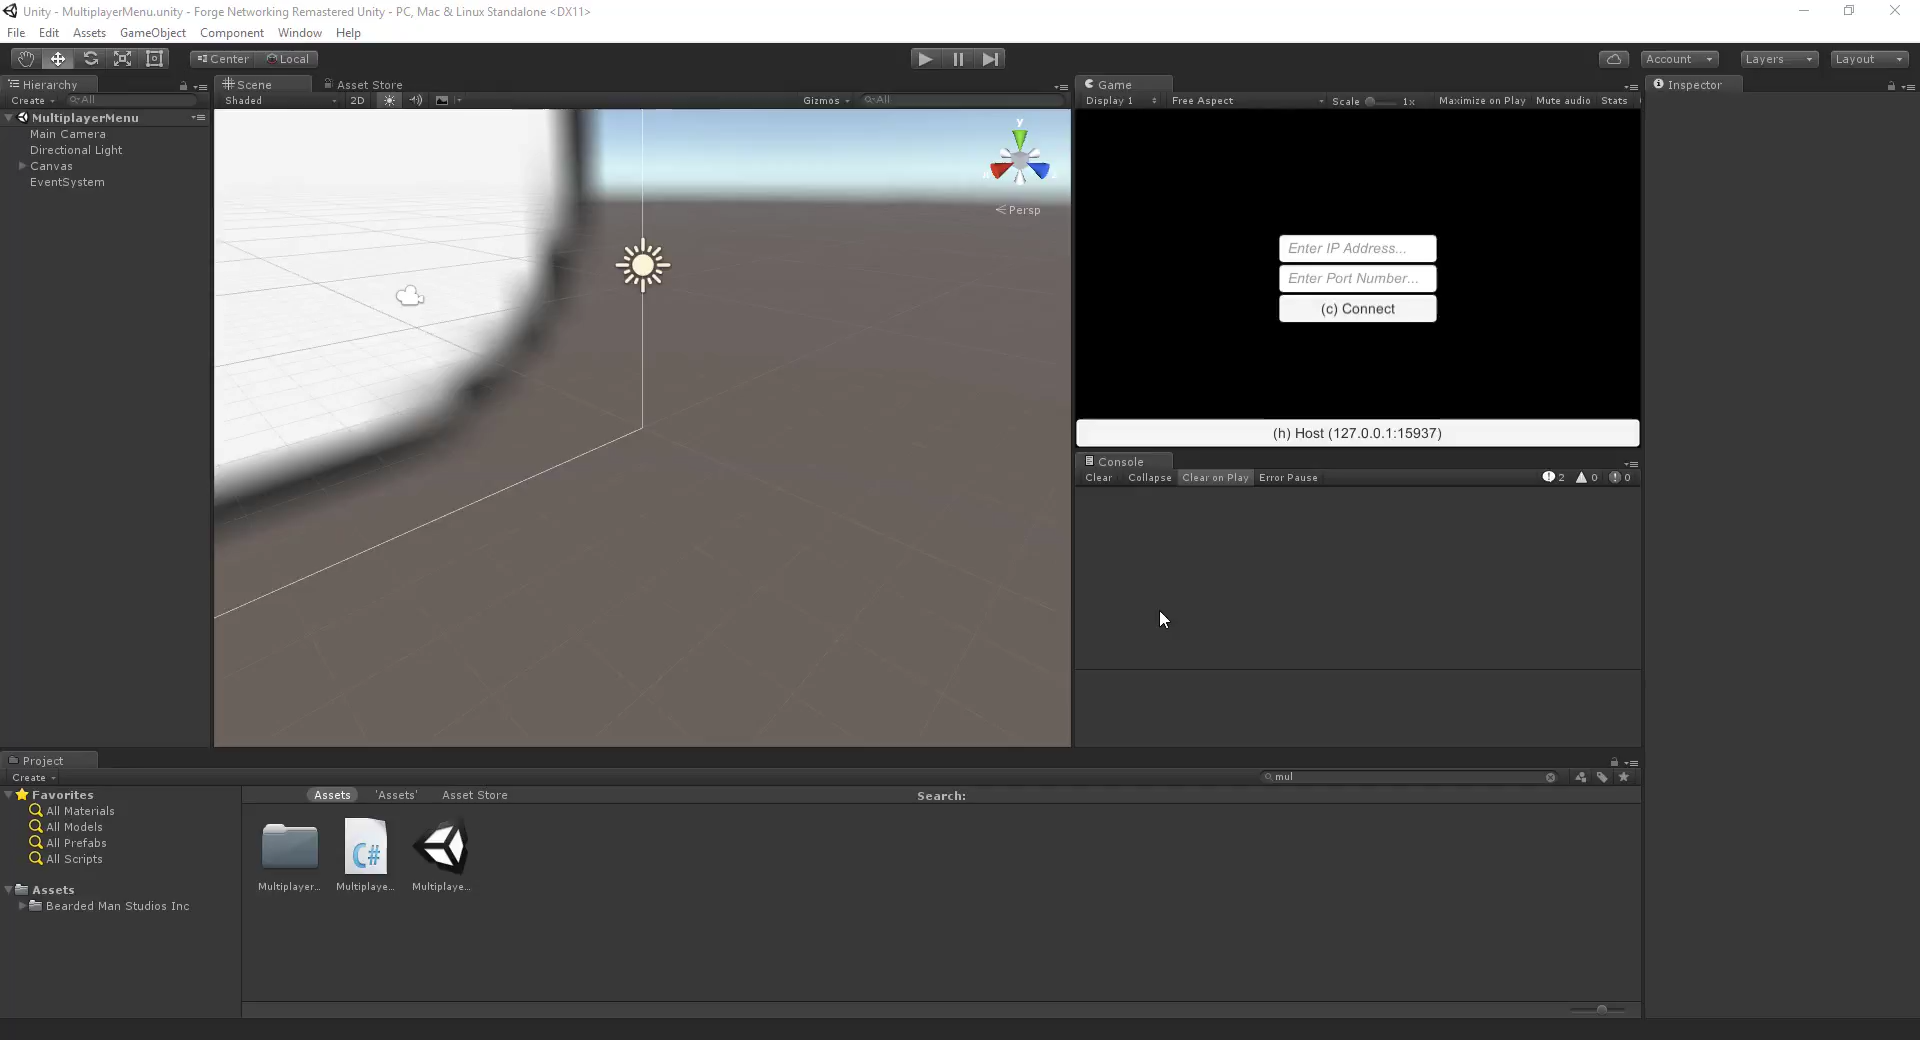 Unity - MultiplayerMenu.unity - Forge Networking Remastered Unity - PC, Mac & Linux Standalone <DX11>
File Edit Assets GameObject Component Window Help
Center Local Account Layers Layout
Hierarchy
Create All
MultiplayerMenu
Main Camera
Directional Light
Canvas
EventSystem
Scene Asset Store
Shaded 2D Gizmos All
y
Persp
Game
Display 1 Free Aspect Scale 1x Maximize on Play Mute audio Stats
Enter IP Address...
Enter Port Number...
(c) Connect
(h) Host (127.0.0.1:15937)
Console
Clear Collapse Clear on Play Error Pause 2 0 0
Inspector
Project
Create mul
Favorites
All Materials
All Models
All Prefabs
All Scripts
Assets
Bearded Man Studios Inc
Assets 'Assets' Asset Store Search:
C#
Multiplayer... Multiplaye... Multiplaye...